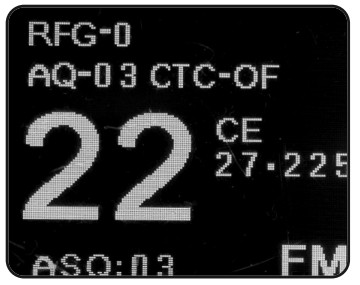 RFG-0
AQ-03 CTC-OF
22
CE
27.225
ASQ:03
FM